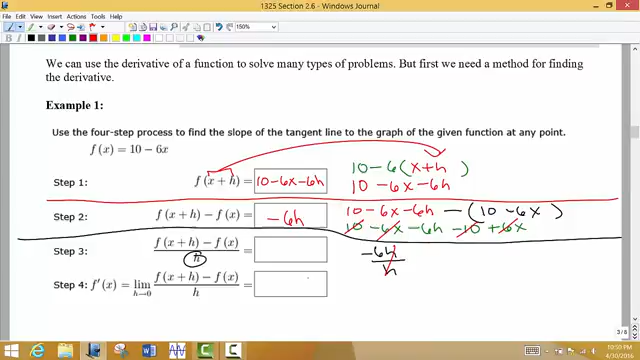 1325 Section 2.6 - Windows Journal
File Edit View Insert Actions Tools Help
150%
We can use the derivative of a function to solve many types of problems. But first we need a method for finding
the derivative.
Example 1:
Use the four-step process to find the slope of the tangent line to the graph of the given function at any point.
f(x) = 10 − 6x
10-6(x+h)
Step 1: f(x + h) = 10-6x-6h
10 -6x -6h
Step 2: f(x + h) − f(x) = -6h
10 -6x -6h -(10 -6x)
10 -6x -6h -10 +6x
Step 3: f(x + h) − f(x) / h =
-6h / h
Step 4: f′(x) = lim h→0 f(x + h) − f(x) / h =
3 / 6
10:59 PM
4/30/2016